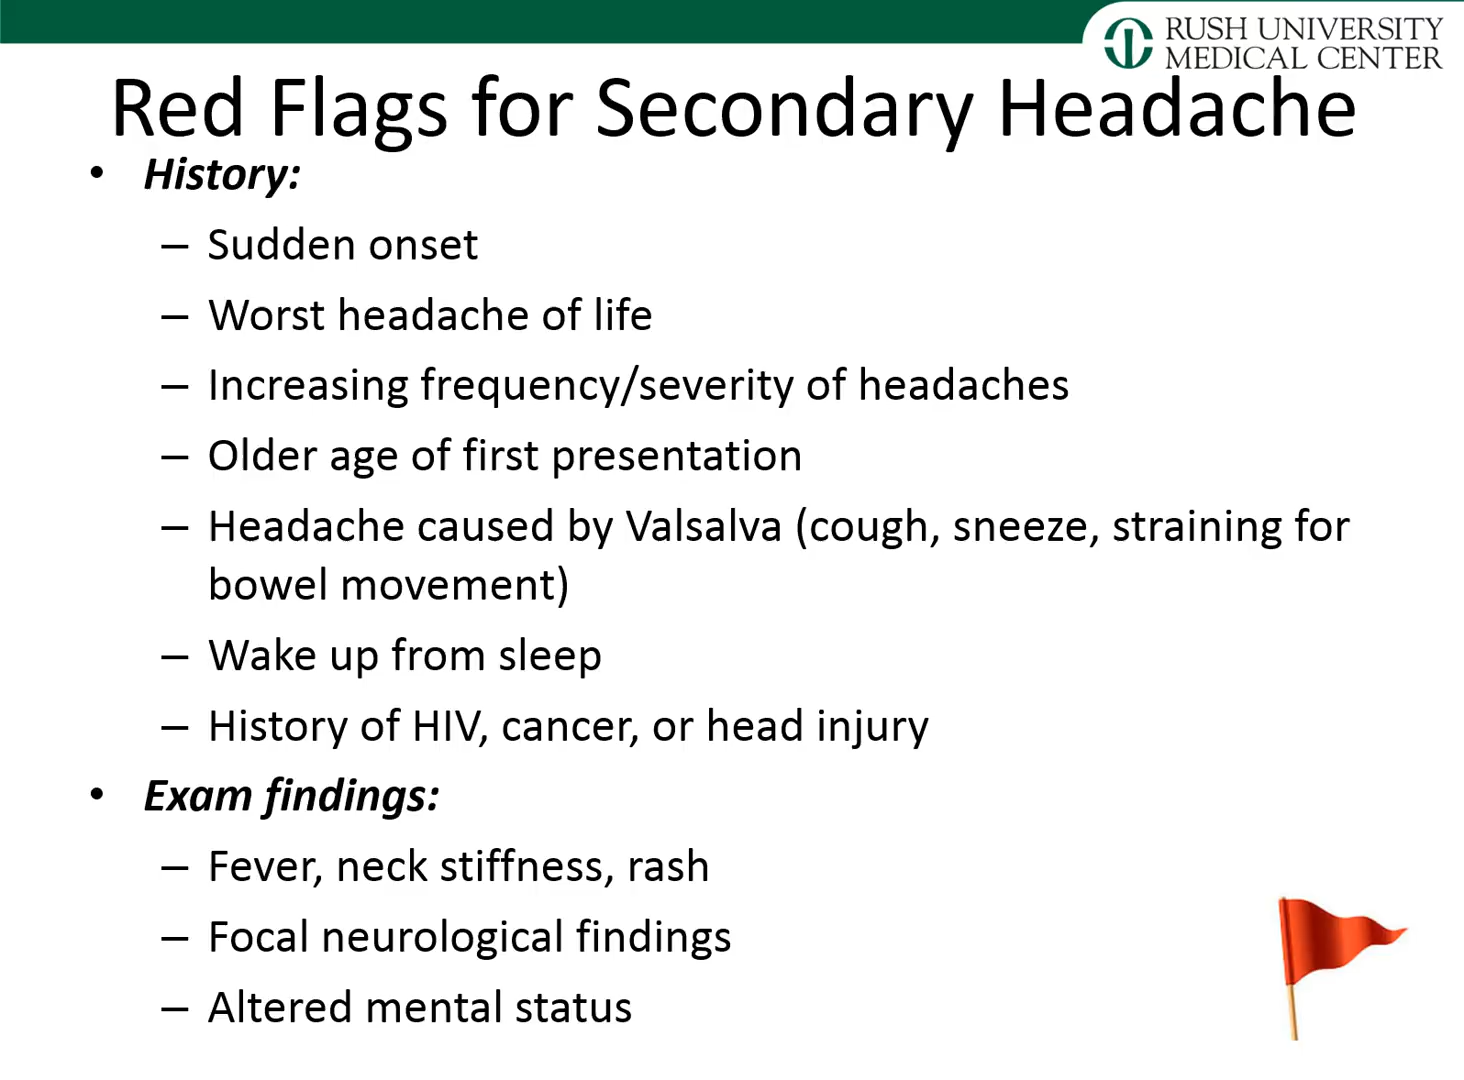 RUSH UNIVERSITY
MEDICAL CENTER
Red Flags for Secondary Headache
• History:
– Sudden onset
– Worst headache of life
– Increasing frequency/severity of headaches
– Older age of first presentation
– Headache caused by Valsalva (cough, sneeze, straining for
bowel movement)
– Wake up from sleep
– History of HIV, cancer, or head injury
• Exam findings:
– Fever, neck stiffness, rash
– Focal neurological findings
– Altered mental status